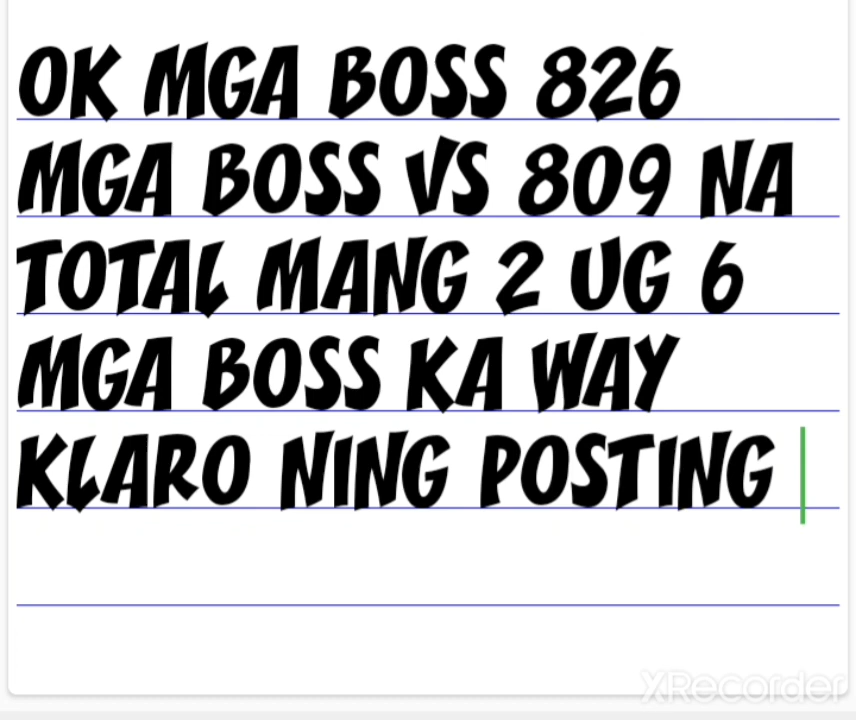 OK MGA BOSS 826
MGA BOSS VS 809 NA
TOTAL MANG 2 UG 6
MGA BOSS KA WAY
KLARO NING POSTING
XRecorder